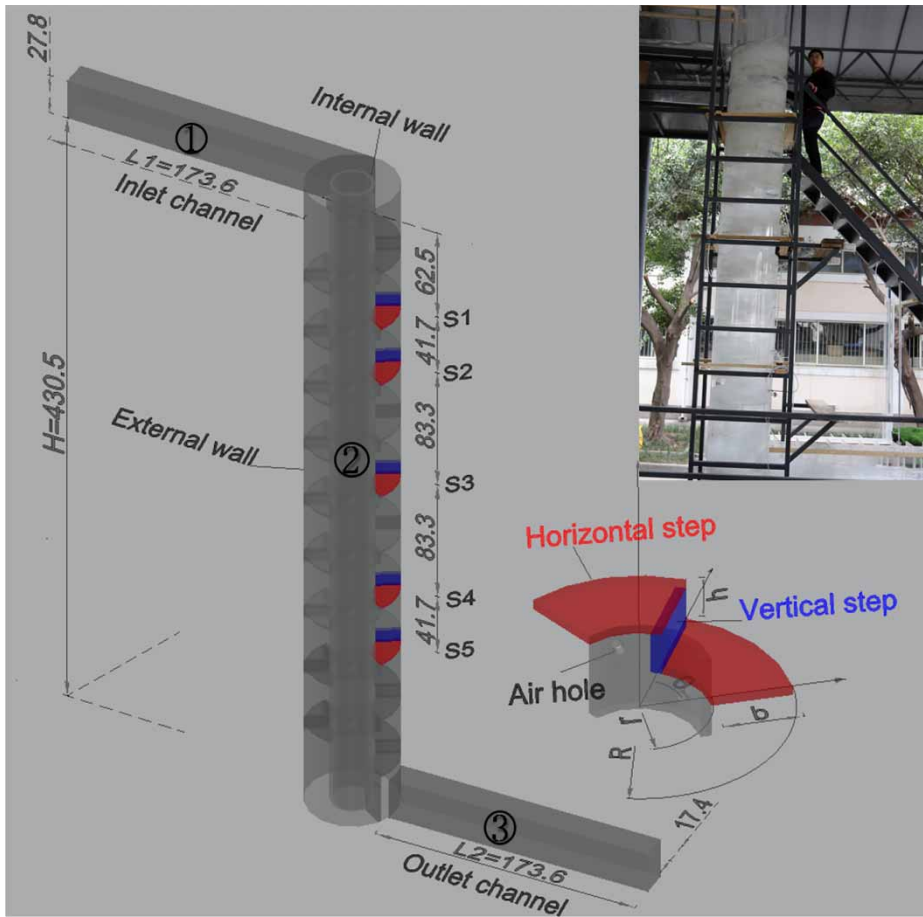 27.8
Internal wall
①
L1=173.6
Inlet channel
62.5
S1
41.7
S2
H=430.5
83.3
External wall
②
S3
83.3
S4
41.7
S5
Horizontal step
h
Vertical step
Air hole
r
b
R
17.4
③
L2=173.6
Outlet channel